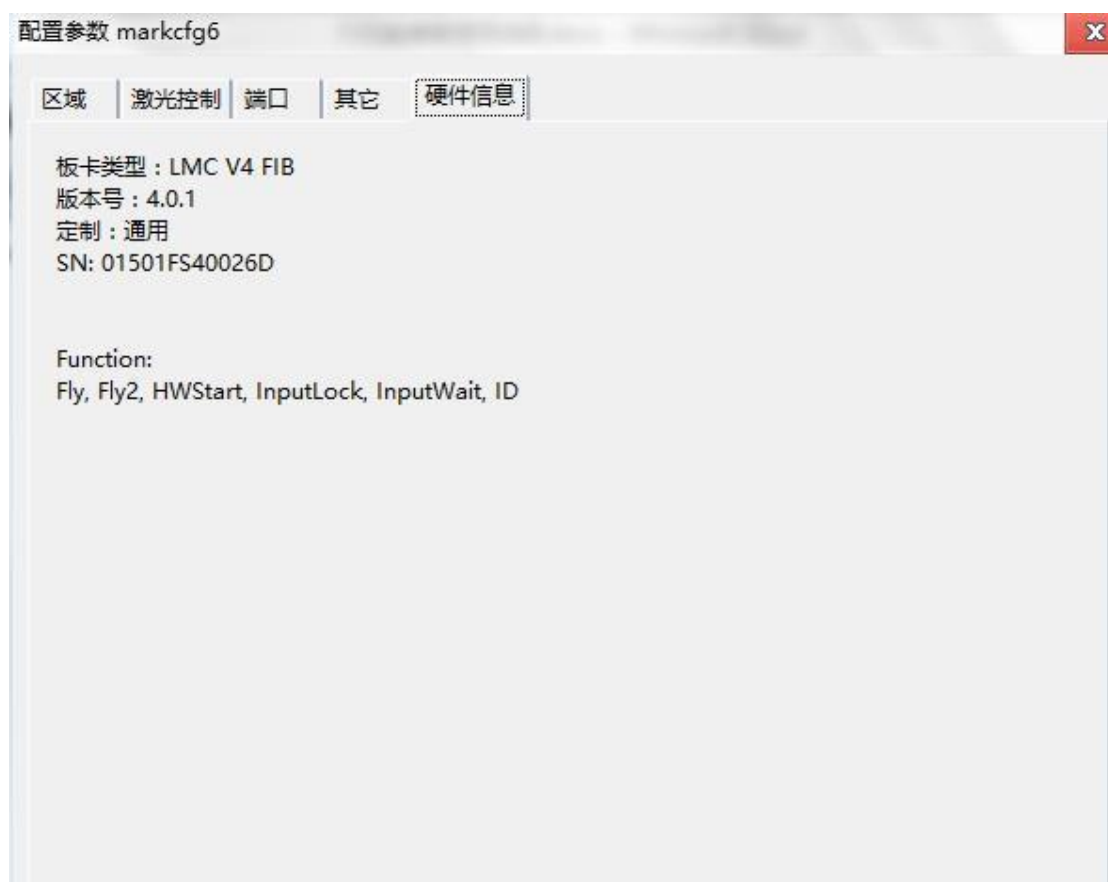 配置参数 markcfg6
区域 激光控制 端口 其它 硬件信息
板卡类型：LMC V4 FIB
版本号：4.0.1
定制：通用
SN: 01501FS40026D
Function:
Fly, Fly2, HWStart, InputLock, InputWait, ID